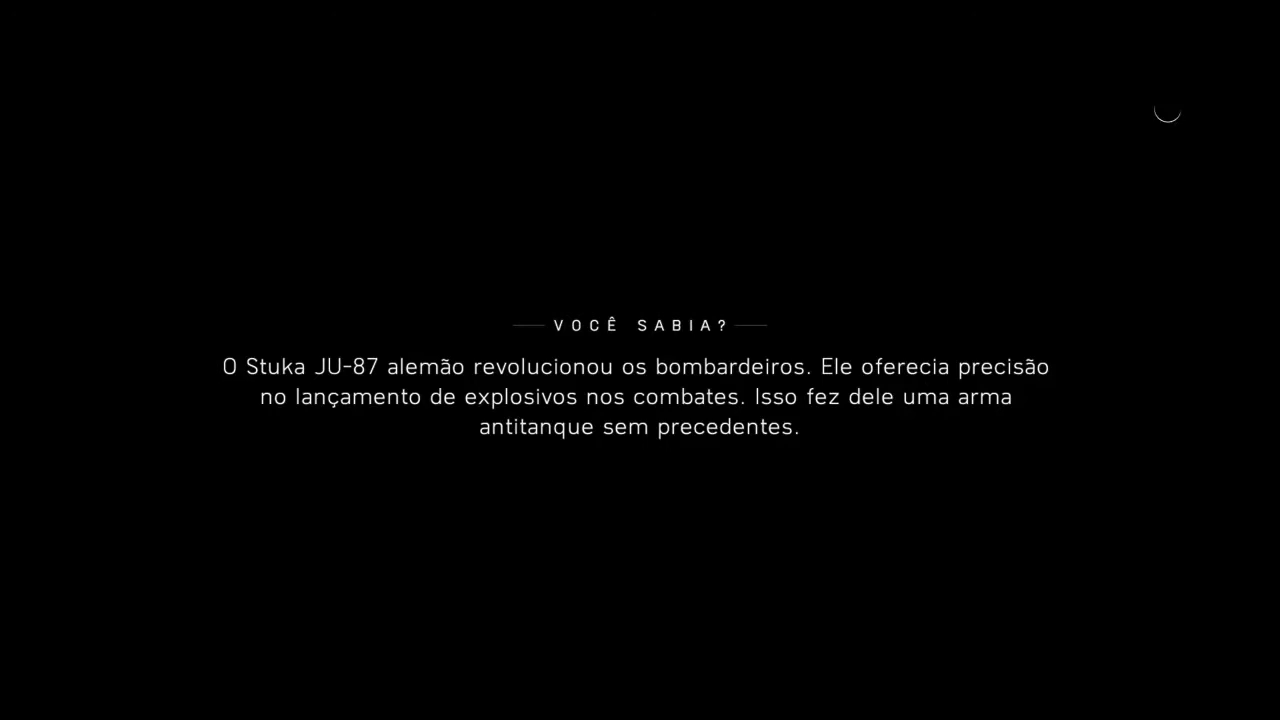 VOCÊ SABIA?
O Stuka JU-87 alemão revolucionou os bombardeiros. Ele oferecia precisão
no lançamento de explosivos nos combates. Isso fez dele uma arma
antitanque sem precedentes.